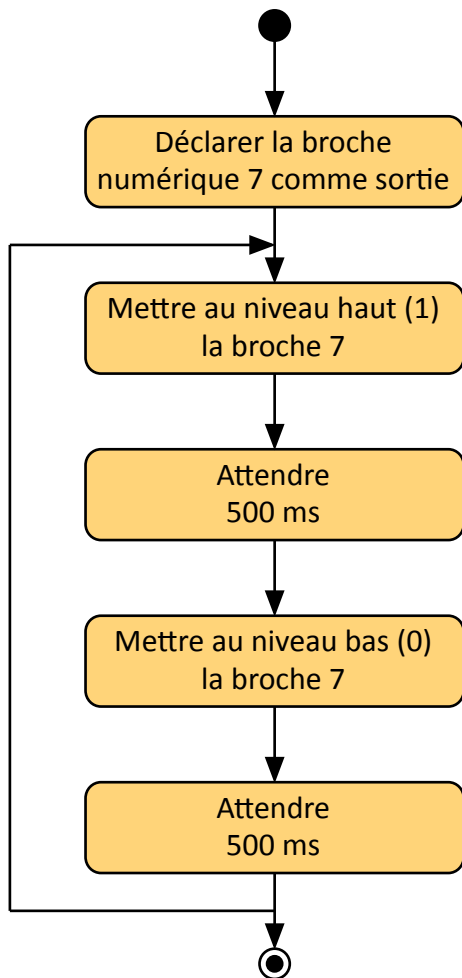 Déclarer la broche
numérique 7 comme sortie
Mettre au niveau haut (1)
la broche 7
Attendre
500 ms
Mettre au niveau bas (0)
la broche 7
Attendre
500 ms